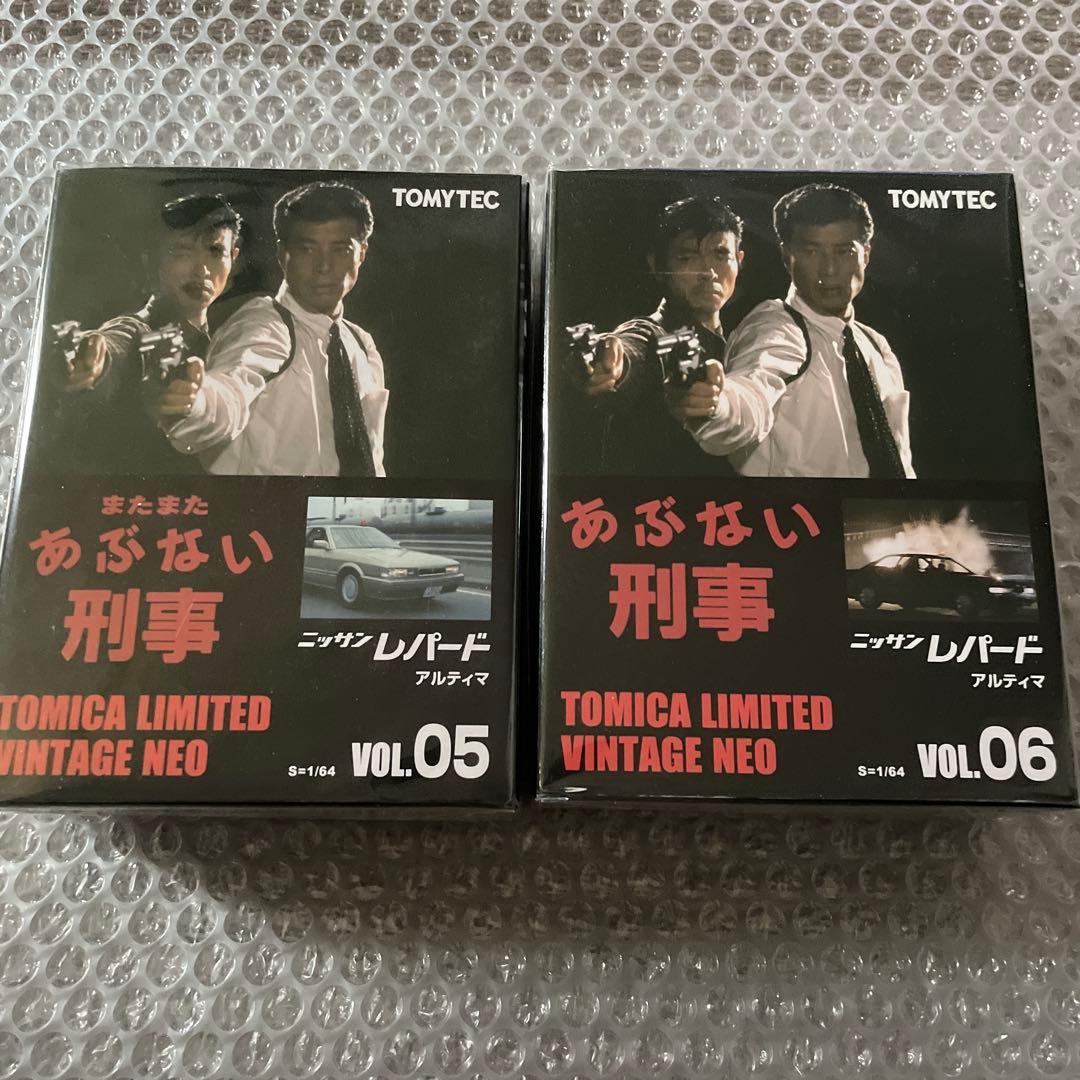 TOMYTEC
またまた
あぶない
刑事
ニッサン レパード
アルティマ
TOMICA LIMITED
VINTAGE NEO
S=1/64
VOL.05
TOMYTEC
あぶない
刑事
ニッサン レパード
アルティマ
TOMICA LIMITED
VINTAGE NEO
S=1/64
VOL.06